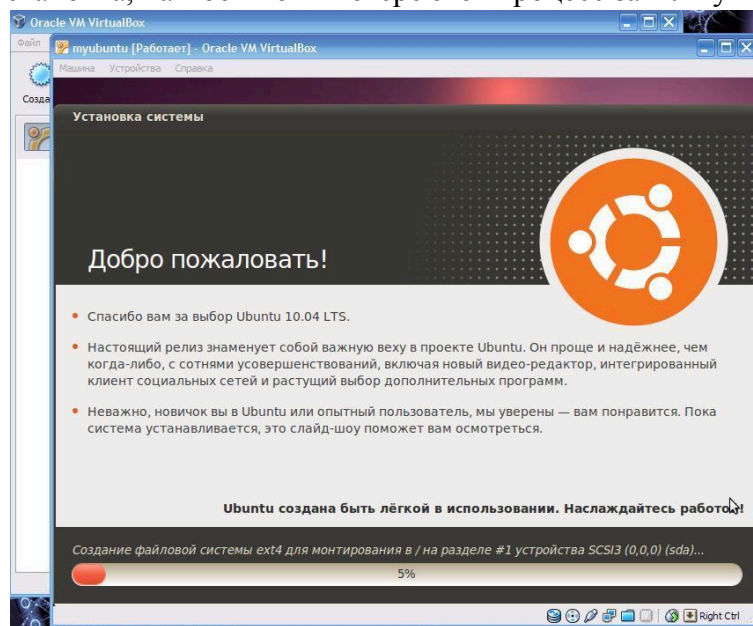 Oracle VM VirtualBox
Файл
myubuntu [Работает] - Oracle VM VirtualBox
Машина Устройства Справка
Созда
Установка системы
Добро пожаловать!
Спасибо вам за выбор Ubuntu 10.04 LTS.
Настоящий релиз знаменует собой важную веху в проекте Ubuntu. Он проще и надёжнее, чем
когда-либо, с сотнями усовершенствований, включая новый видео-редактор, интегрированный
клиент социальных сетей и растущий выбор дополнительных программ.
Неважно, новичок вы в Ubuntu или опытный пользователь, мы уверены — вам понравится. Пока
система устанавливается, это слайд-шоу поможет вам осмотреться.
Ubuntu создана быть лёгкой в использовании. Наслаждайтесь работой!
Создание файловой системы ext4 для монтирования в / на разделе #1 устройства SCSI3 (0,0,0) (sda)...
5%
Right Ctrl